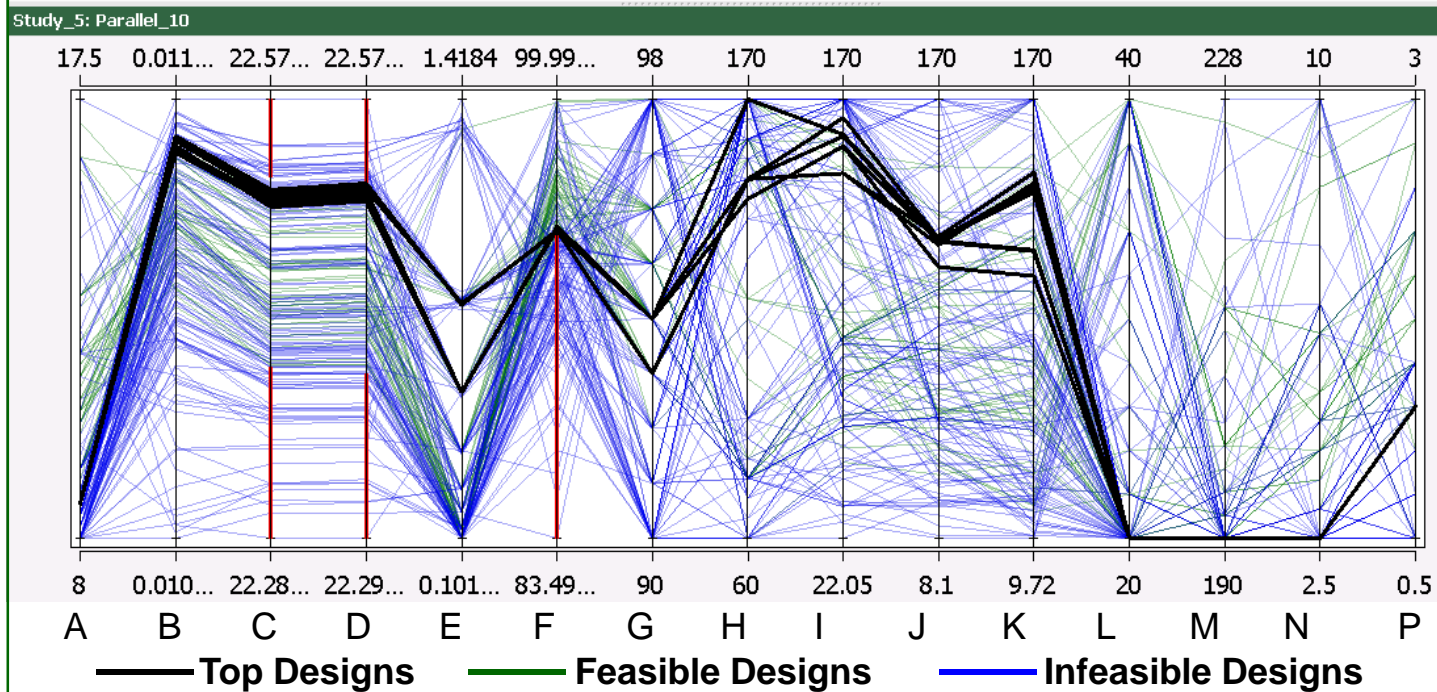 Study_5: Parallel_10
17.5 0.011... 22.57... 22.57... 1.4184 99.99... 98 170 170 170 170 40 228 10 3
8 0.010... 22.28... 22.29... 0.101... 83.49... 90 60 22.05 8.1 9.72 20 190 2.5 0.5
A B C D E F G H I J K L M N P
Top Designs Feasible Designs Infeasible Designs